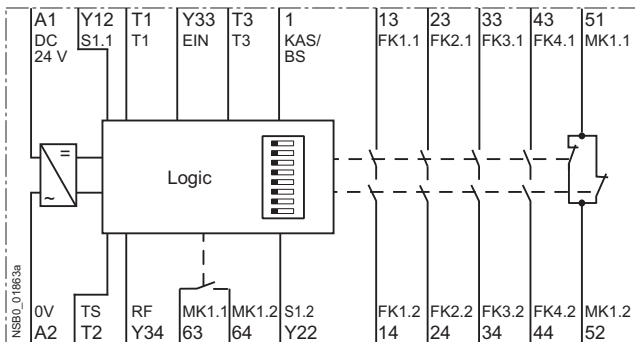 A1 Y12 T1 Y33 T3 1 13 23 33 43 51
DC S1.1 T1 EIN T3 KAS/ FK1.1 FK2.1 FK3.1 FK4.1 MK1.1
24 V BS
=
~
Logic
NSB0_01863a
0V TS RF MK1.1 MK1.2 S1.2 FK1.2 FK2.2 FK3.2 FK4.2 MK1.2
A2 T2 Y34 63 64 Y22 14 24 34 44 52